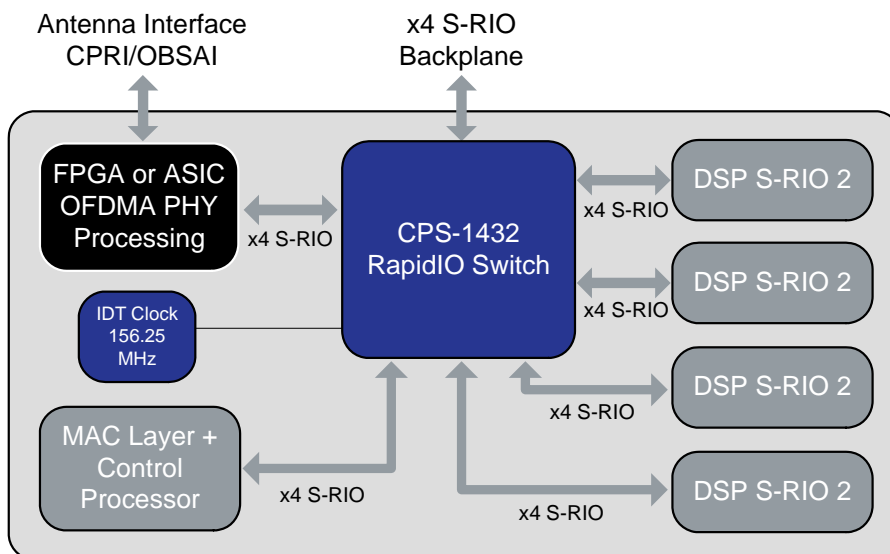 Antenna Interface
CPRI/OBSAI
x4 S-RIO
Backplane
FPGA or ASIC
OFDMA PHY
Processing
x4 S-RIO
CPS-1432
RapidIO Switch
x4 S-RIO
DSP S-RIO 2
x4 S-RIO
DSP S-RIO 2
IDT Clock
156.25
MHz
x4 S-RIO
DSP S-RIO 2
MAC Layer +
Control
Processor
x4 S-RIO
x4 S-RIO
DSP S-RIO 2